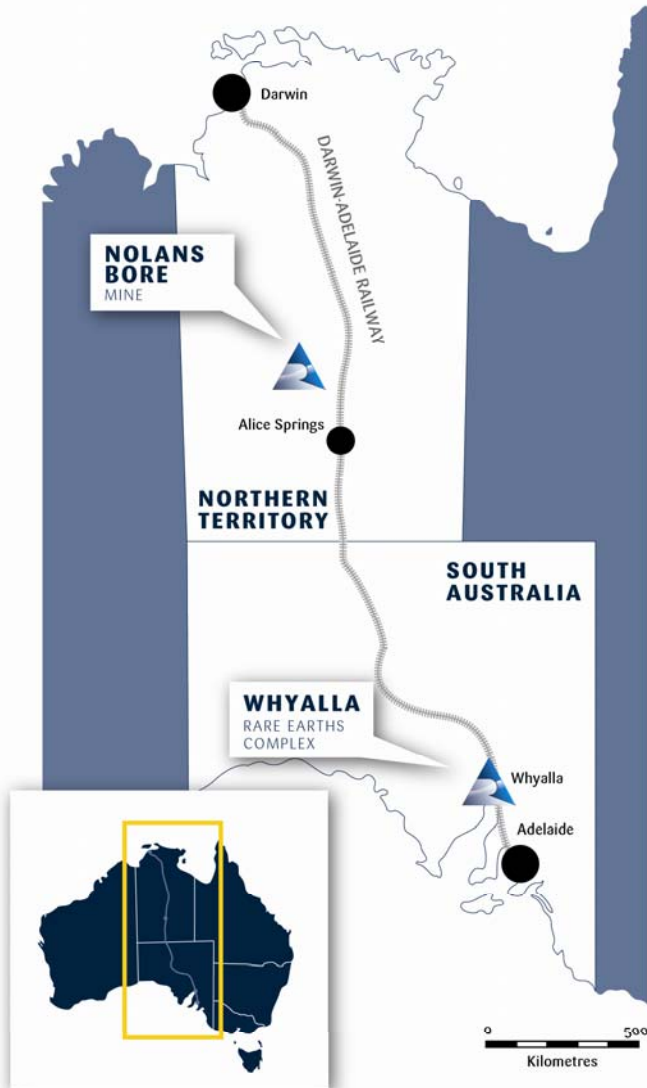 Darwin
DARWIN-ADELAIDE RAILWAY
NOLANS
BORE
MINE
Alice Springs
NORTHERN
TERRITORY
SOUTH
AUSTRALIA
WHYALLA
RARE EARTHS
COMPLEX
Whyalla
Adelaide
0 500
Kilometres